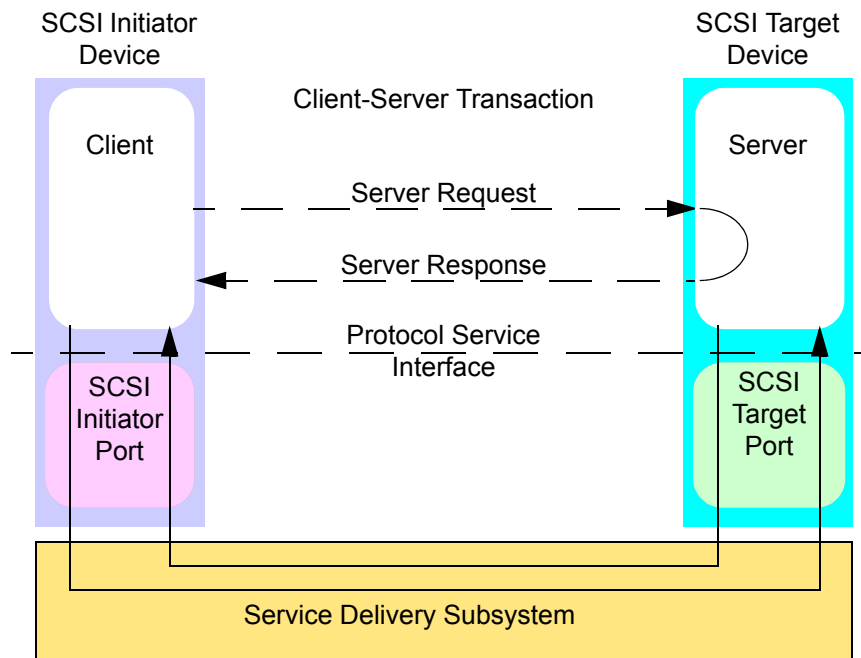 SCSI Initiator
Device
SCSI Target
Device
Client-Server Transaction
Client
Server
Server Request
Server Response
Protocol Service
Interface
SCSI
Initiator
Port
SCSI
Target
Port
Service Delivery Subsystem